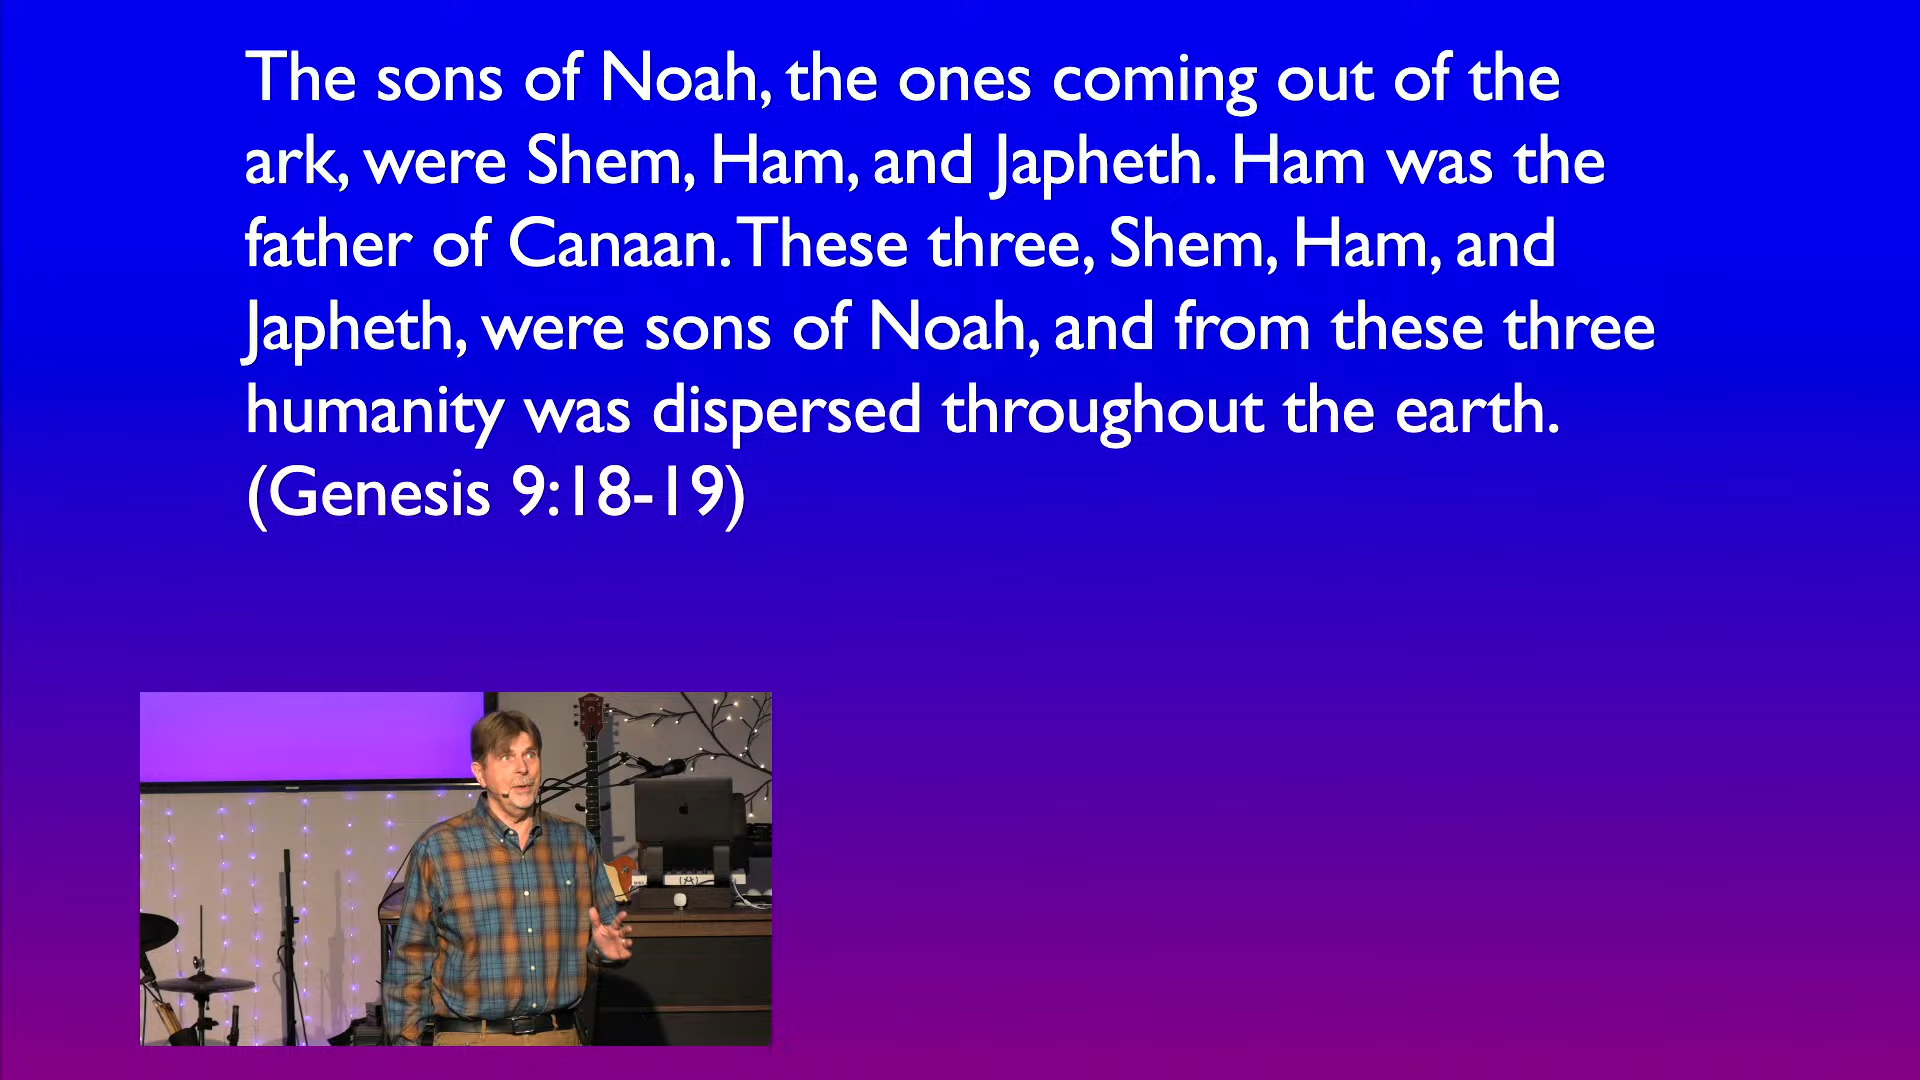 The sons of Noah, the ones coming out of the
ark, were Shem, Ham, and Japheth. Ham was the
father of Canaan. These three, Shem, Ham, and
Japheth, were sons of Noah, and from these three
humanity was dispersed throughout the earth.
(Genesis 9:18-19)